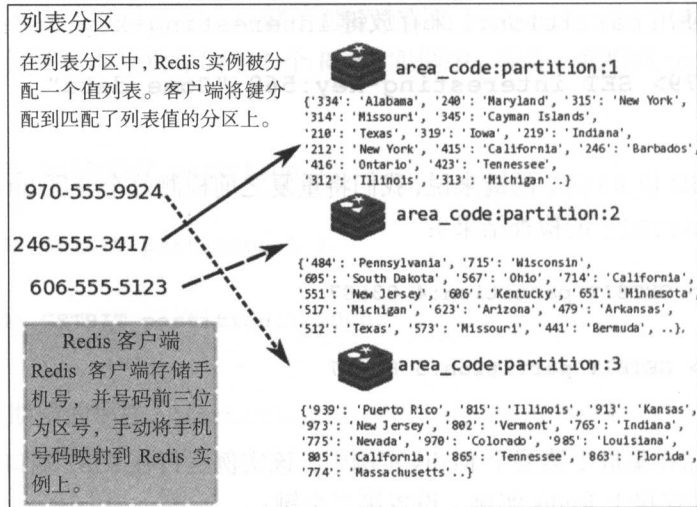 列表分区
在列表分区中，Redis 实例被分
配一个值列表。客户端将键分
配到匹配了列表值的分区上。
970-555-9924
246-555-3417
606-555-5123
Redis 客户端
Redis 客户端存储手
机号，并号码前三位
为区号，手动将手机
号码映射到 Redis 实
例上。
area_code:partition:1
{'334': 'Alabama', '240': 'Maryland', '315': 'New York',
'314': 'Missouri', '345': 'Cayman Islands',
'210': 'Texas', '319': 'Iowa', '219': 'Indiana',
'212': 'New York', '415': 'California', '246': 'Barbados',
'416': 'Ontario', '423': 'Tennessee',
'312': 'Illinois', '313': 'Michigan'..}
area_code:partition:2
{'484': 'Pennsylvania', '715': 'Wisconsin',
'605': 'South Dakota', '567': 'Ohio', '714': 'California',
'551': 'New Jersey', '606': 'Kentucky', '651': 'Minnesota'
'517': 'Michigan', '623': 'Arizona', '479': 'Arkansas',
'512': 'Texas', '573': 'Missouri', '441': 'Bermuda', ..},
area_code:partition:3
{'939': 'Puerto Rico', '815': 'Illinois', '913': 'Kansas',
'973': 'New Jersey', '802': 'Vermont', '765': 'Indiana',
'775': 'Nevada', '970': 'Colorado', '985': 'Louisiana',
'805': 'California', '865': 'Tennessee', '863': 'Florida',
'774': 'Massachusetts'..}